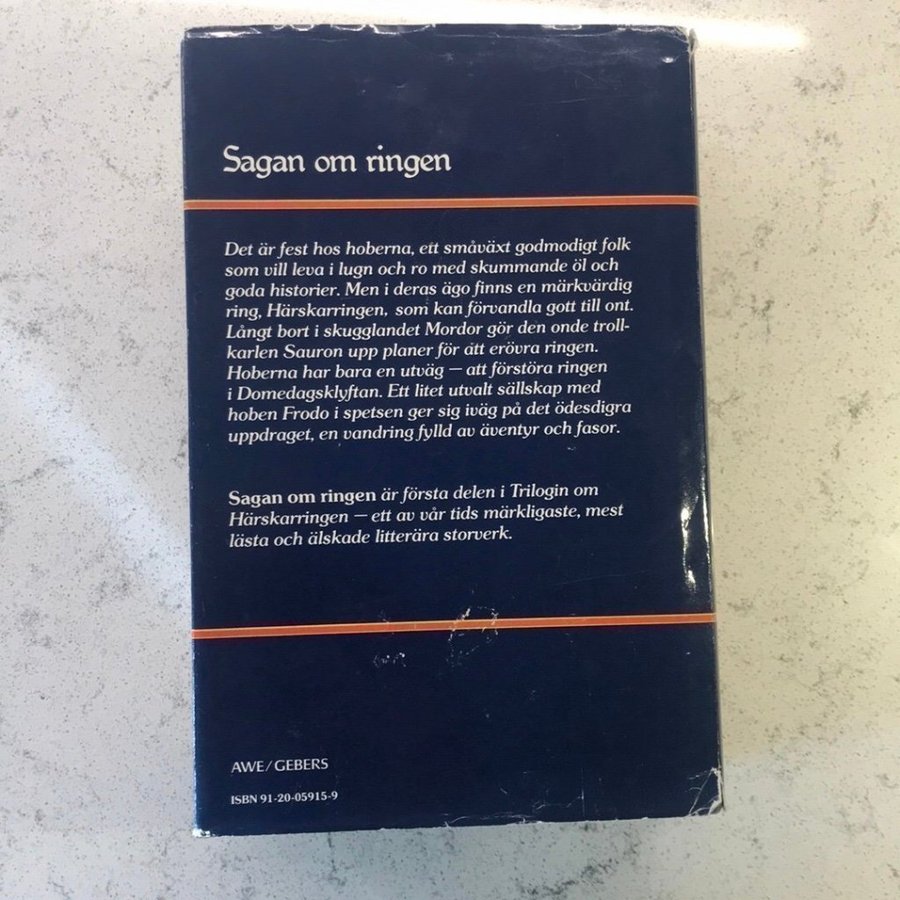 Sagan om ringen
Det är fest hos hoberna, ett småväxt godmodigt folk
som vill leva i lugn och ro med skummande öl och
goda historier. Men i deras ägo finns en märkvärdig
ring, Härskarringen, som kan förvandla gott till ont.
Långt bort i skugglandet Mordor gör den onde troll-
karlen Sauron upp planer för att erövra ringen.
Hoberna har bara en utväg — att förstöra ringen
i Domedagsklyftan. Ett litet utvalt sällskap med
hoben Frodo i spetsen ger sig iväg på det ödesdigra
uppdraget, en vandring fylld av äventyr och fasor.
Sagan om ringen är första delen i Trilogin om
Härskarringen — ett av vår tids märkligaste, mest
lästa och älskade litterära storverk.
AWE/GEBERS
ISBN 91-20-05915-9